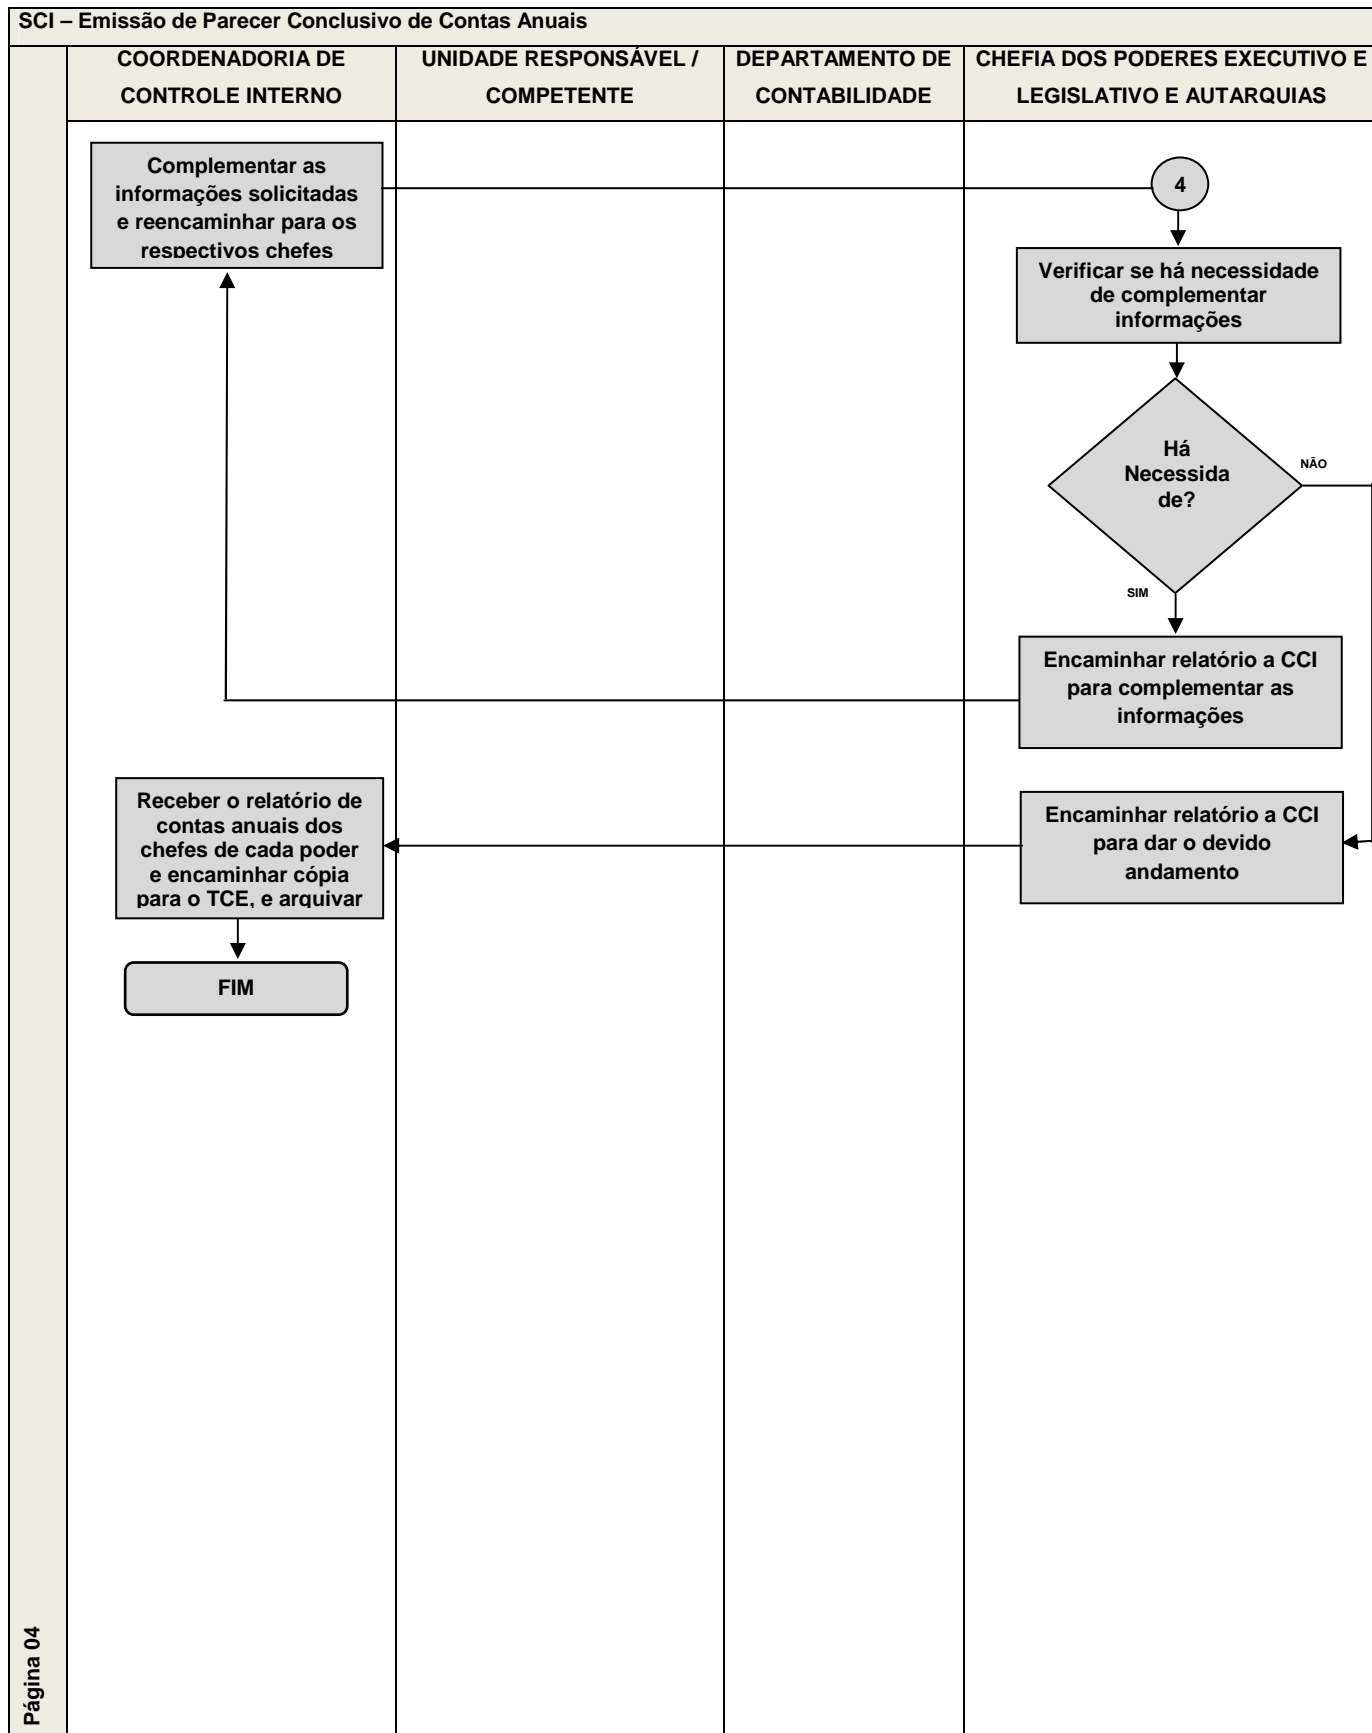 SCI – Emissão de Parecer Conclusivo de Contas Anuais
COORDENADORIA DE
CONTROLE INTERNO
UNIDADE RESPONSÁVEL /
COMPETENTE
DEPARTAMENTO DE
CONTABILIDADE
CHEFIA DOS PODERES EXECUTIVO E
LEGISLATIVO E AUTARQUIAS
Complementar as
informações solicitadas
e reencaminhar para os
respectivos chefes
4
Verificar se há necessidade
de complementar
informações
Há
Necessida
de?
NÃO
SIM
Encaminhar relatório a CCI
para complementar as
informações
Receber o relatório de
contas anuais dos
chefes de cada poder
e encaminhar cópia
para o TCE, e arquivar
Encaminhar relatório a CCI
para dar o devido
andamento
FIM
Página 04